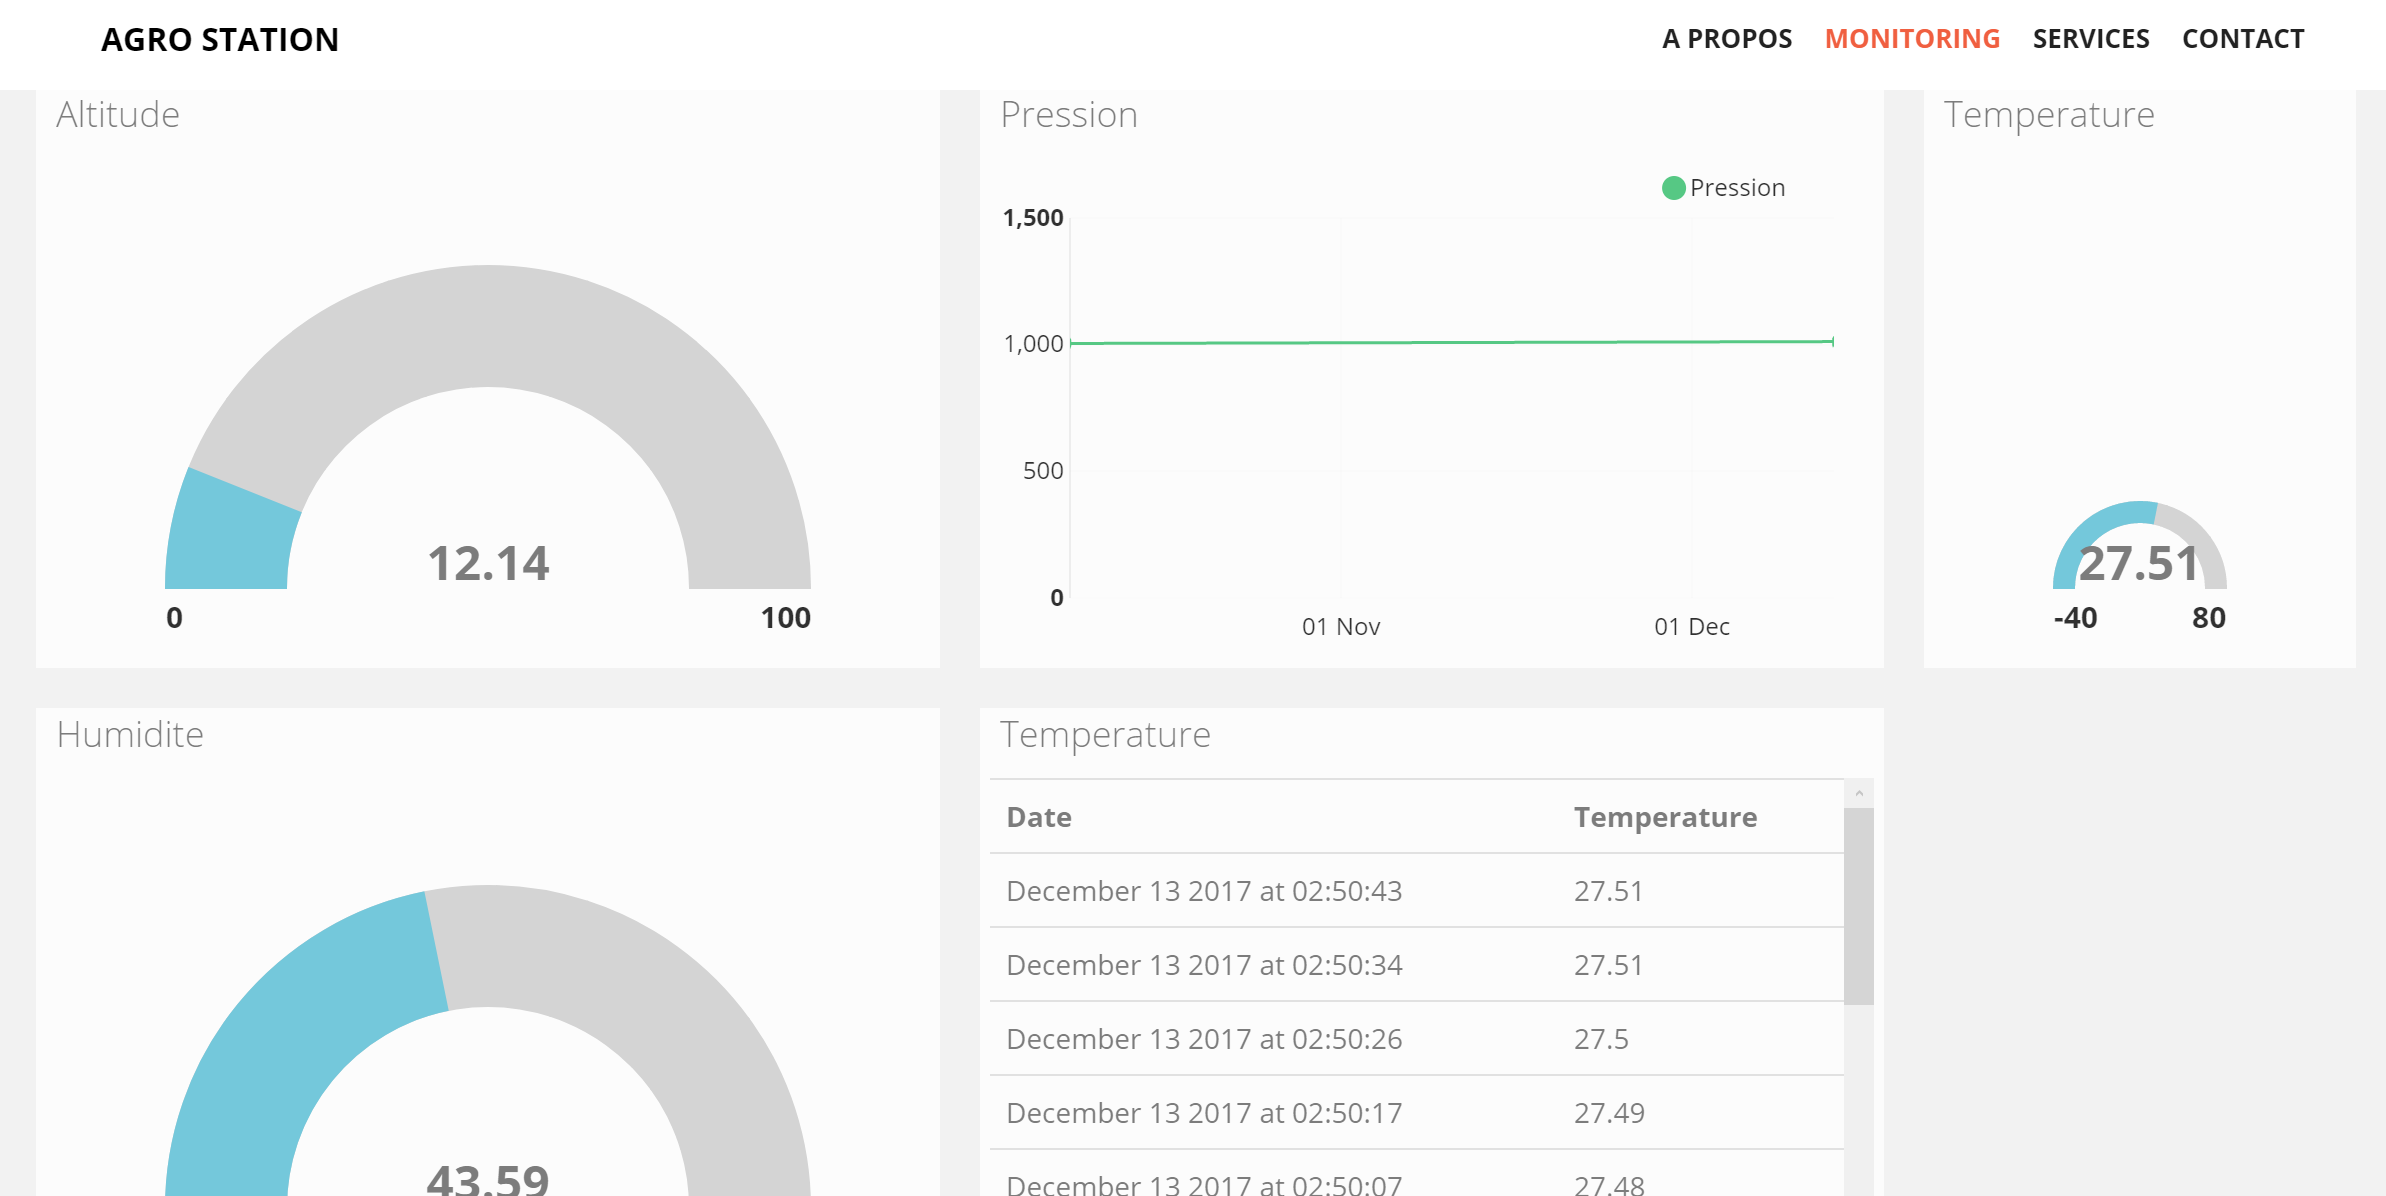 AGRO STATION
A PROPOS MONITORING SERVICES CONTACT
Altitude
12.14
0 100
Pression
Pression
1,500
1,000
500
0
01 Nov 01 Dec
Temperature
27.51
-40 80
Humidite
43.59
Temperature
Date Temperature
December 13 2017 at 02:50:43 27.51
December 13 2017 at 02:50:34 27.51
December 13 2017 at 02:50:26 27.5
December 13 2017 at 02:50:17 27.49
December 13 2017 at 02:50:07 27.48